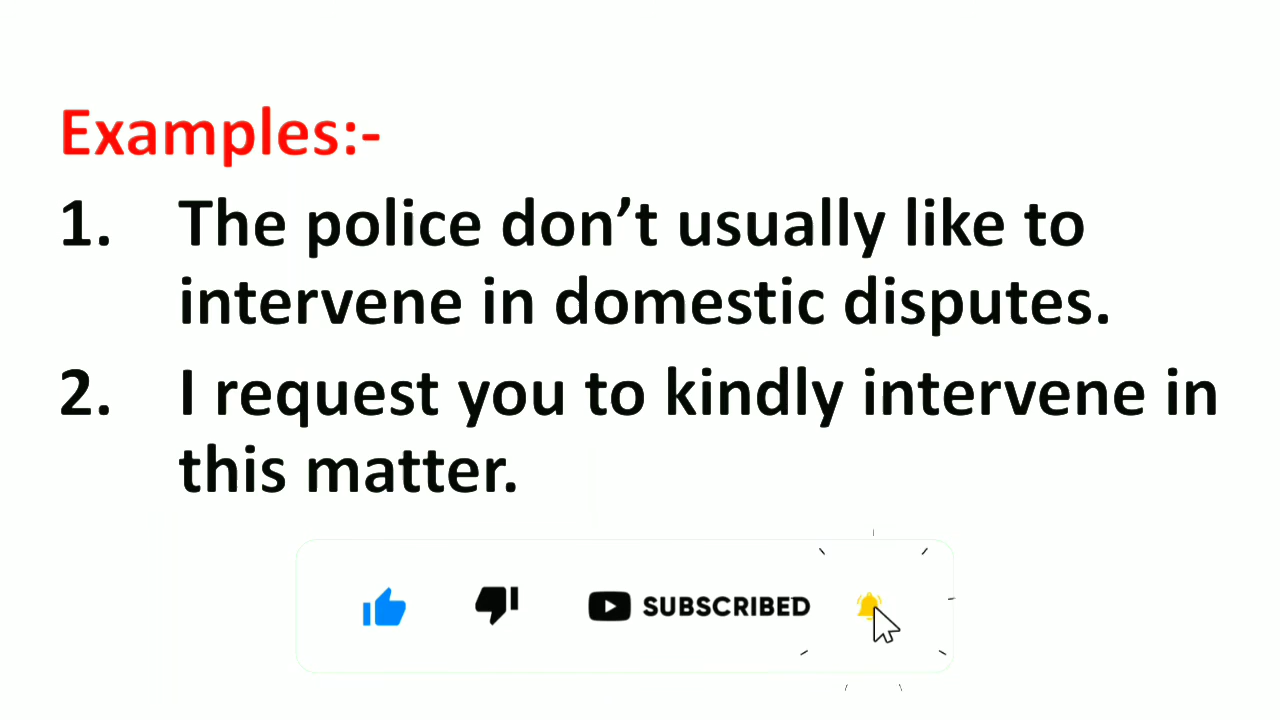 Examples:-
1. The police don’t usually like to
intervene in domestic disputes.
2. I request you to kindly intervene in
this matter.
SUBSCRIBED